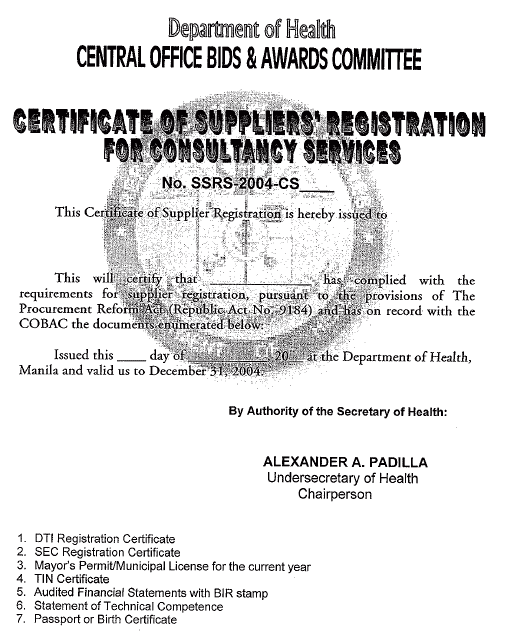 Department of Health
CENTRAL OFFICE BIDS & AWARDS COMMITTEE
CERTIFICATE OF SUPPLIERS' REGISTRATION
FOR CONSULTANCY SERVICES
No. SSRS-2004-CS____
This Certificate of Supplier Registration is hereby issued to
This will certify that ______________ has complied with the
requirements for supplier registration, pursuant to the provisions of The
Procurement Reform Act (Republic Act No. 9184) and has on record with the
COBAC the documents enumerated below:
Issued this ____ day of ____________, 20__ at the Department of Health,
Manila and valid us to December 31, 2004.
By Authority of the Secretary of Health:
ALEXANDER A. PADILLA
Undersecretary of Health
Chairperson
1. DTI Registration Certificate
2. SEC Registration Certificate
3. Mayor's Permit/Municipal License for the current year
4. TIN Certificate
5. Audited Financial Statements with BIR stamp
6. Statement of Technical Competence
7. Passport or Birth Certificate